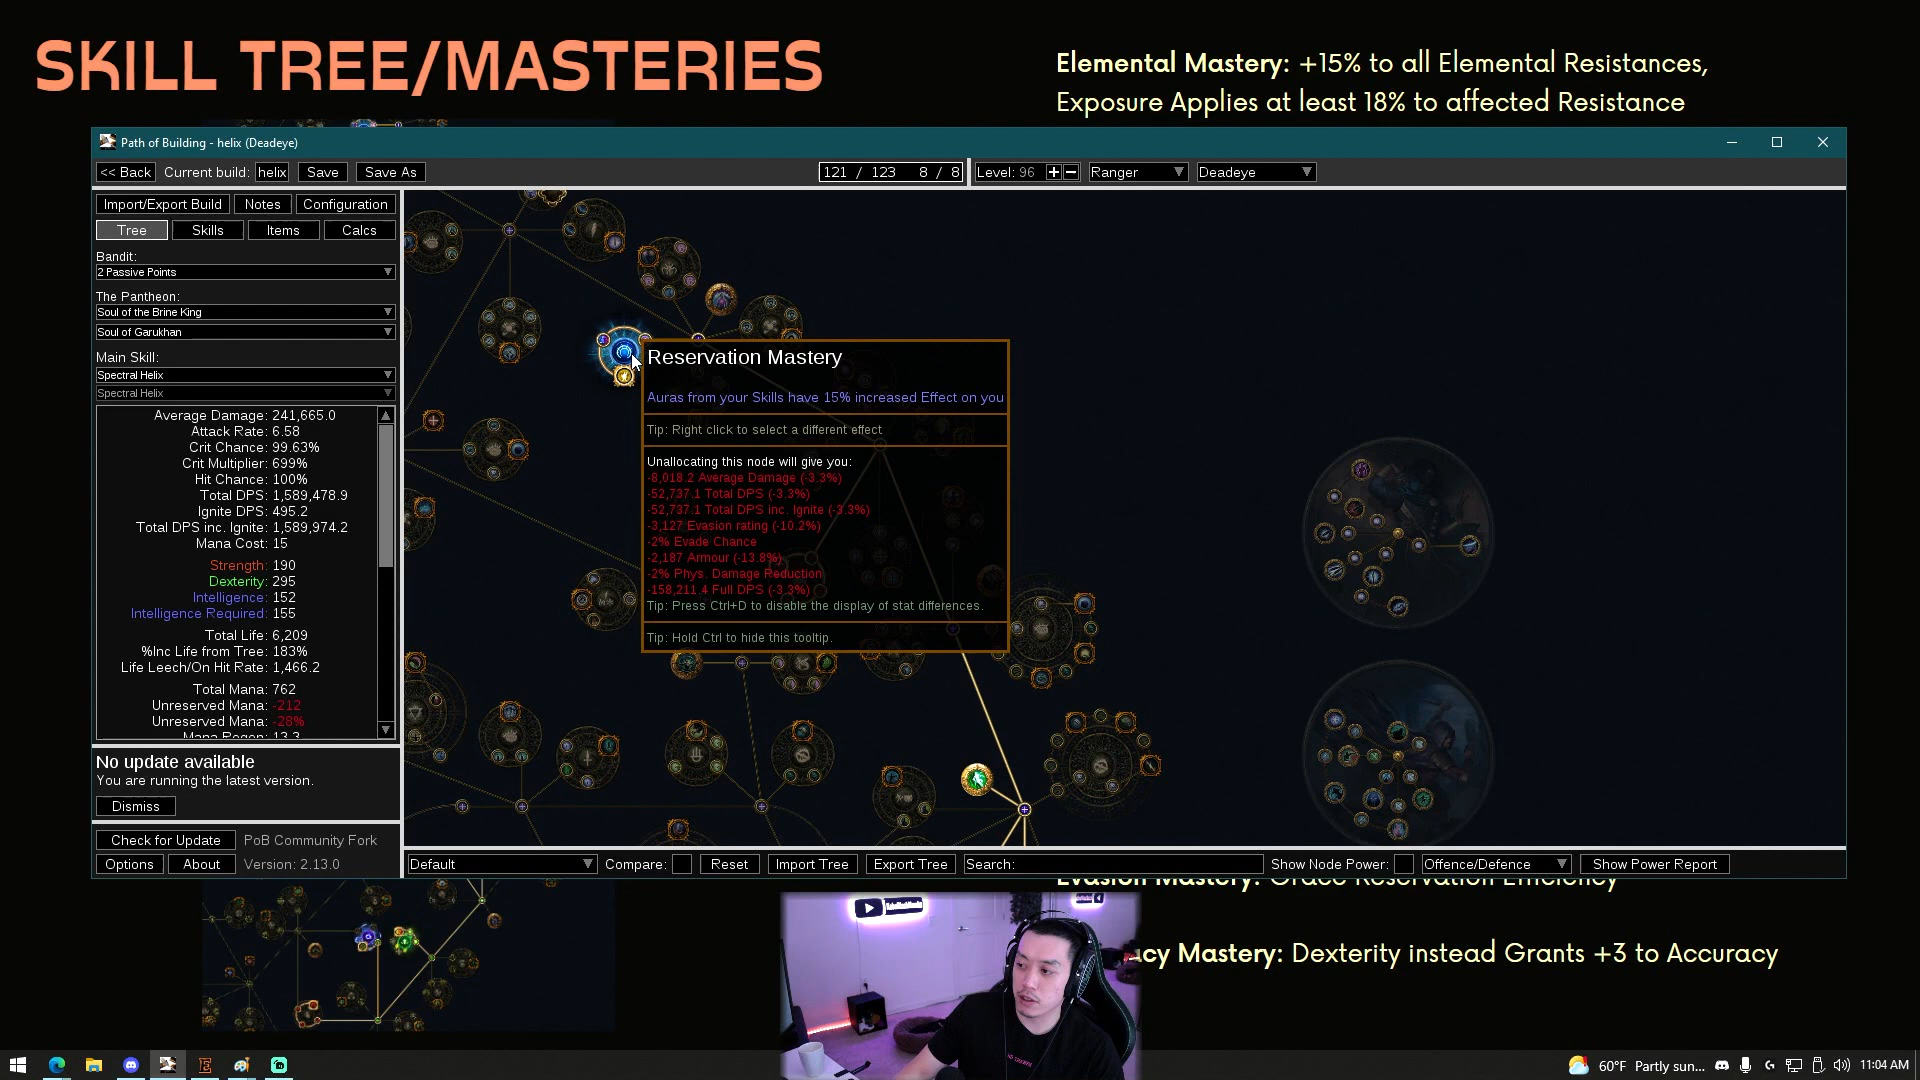 SKILL TREE/MASTERIES
Elemental Mastery: +15% to all Elemental Resistances,
Exposure Applies at least 18% to affected Resistance
Path of Building - helix (Deadeye)
<< Back
Current build:
helix
Save
Save As
121 / 123 8 / 8
Level: 96
Ranger
Deadeye
Import/Export Build
Notes
Configuration
Tree
Skills
Items
Calcs
Bandit:
2 Passive Points
The Pantheon:
Soul of the Brine King
Soul of Garukhan
Main Skill:
Spectral Helix
Spectral Helix
Average Damage: 241,665.0
Attack Rate: 6.58
Crit Chance: 99.63%
Crit Multiplier: 699%
Hit Chance: 100%
Total DPS: 1,589,478.9
Ignite DPS: 495.2
Total DPS inc. Ignite: 1,589,974.2
Mana Cost: 15
Strength: 190
Dexterity: 295
Intelligence: 152
Intelligence Required: 155
Total Life: 6,209
%Inc Life from Tree: 183%
Life Leech/On Hit Rate: 1,466.2
Total Mana: 762
Unreserved Mana: -212
Unreserved Mana: -28%
Mana Regen: 13.3
No update available
You are running the latest version.
Dismiss
Check for Update
PoB Community Fork
Options
About
Version: 2.13.0
Reservation Mastery
Auras from your Skills have 15% increased Effect on you
Tip: Right click to select a different effect
Unallocating this node will give you:
-8,018.2 Average Damage (-3.3%)
-52,737.1 Total DPS (-3.3%)
-52,737.1 Total DPS inc. Ignite (-3.3%)
-3,127 Evasion rating (-10.2%)
-2% Evade Chance
-2,187 Armour (-13.8%)
-2% Phys. Damage Reduction
-158,211.4 Full DPS (-3.3%)
Tip: Press Ctrl+D to disable the display of stat differences.
Tip: Hold Ctrl to hide this tooltip.
Default
Compare:
Reset
Import Tree
Export Tree
Search:
Show Node Power:
Offence/Defence
Show Power Report
Evasion Mastery: Grace Reservation Efficiency
acy Mastery: Dexterity instead Grants +3 to Accuracy
60°F Partly sun...
11:04 AM